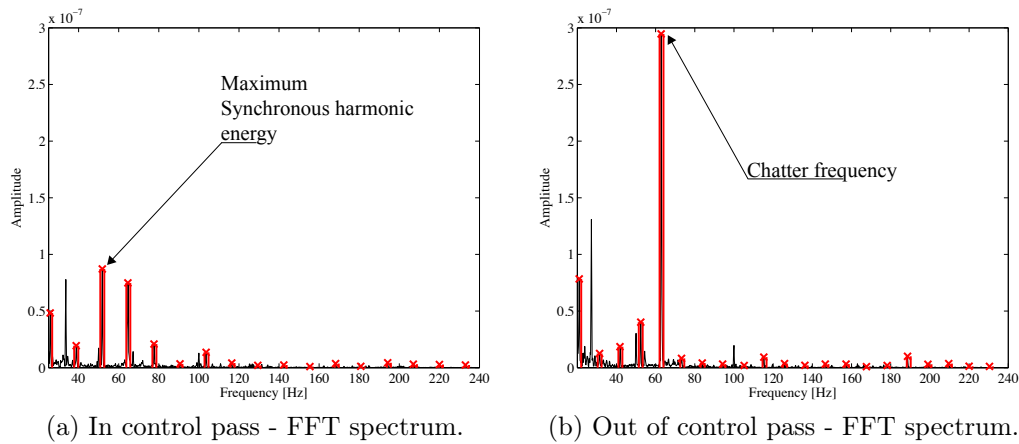 x 10⁻⁷
3
2.5
2
1.5
1
0.5
0
Amplitude
40 60 80 100 120 140 160 180 200 220 240
Frequency [Hz]
Maximum
Synchronous harmonic
energy
(a) In control pass - FFT spectrum.
x 10⁻⁷
3
2.5
2
1.5
1
0.5
0
Amplitude
40 60 80 100 120 140 160 180 200 220 240
Frequency [Hz]
Chatter frequency
(b) Out of control pass - FFT spectrum.